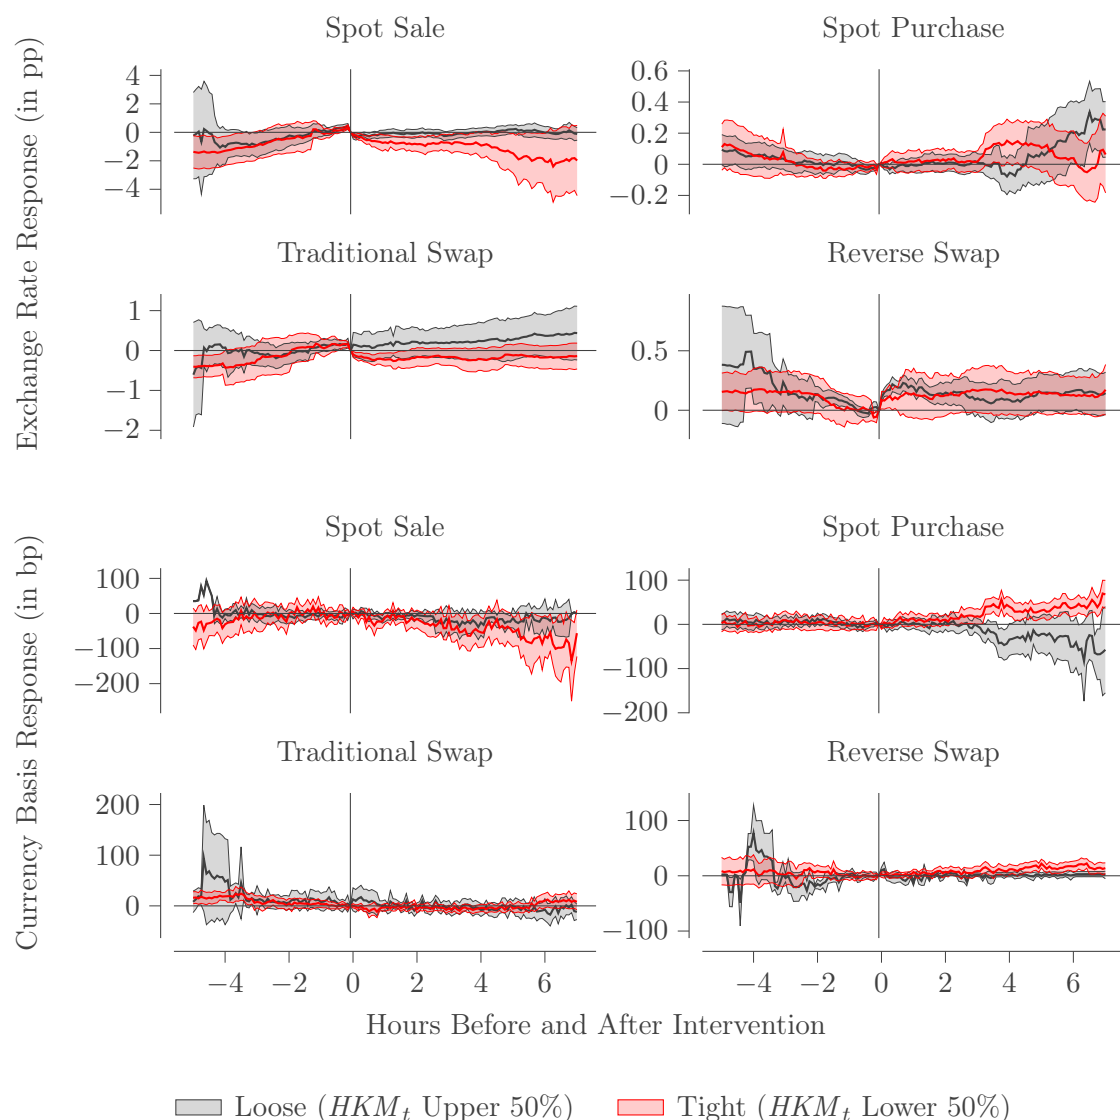 Spot Sale
Spot Purchase
Exchange Rate Response (in pp)
4
2
0
−2
−4
0.6
0.4
0.2
0
−0.2
Traditional Swap
Reverse Swap
1
0
−1
−2
0.5
0
Spot Sale
Spot Purchase
Currency Basis Response (in bp)
100
0
−100
−200
100
0
−100
−200
Traditional Swap
Reverse Swap
200
100
0
100
0
−100
−4 −2 0 2 4 6
−4 −2 0 2 4 6
Hours Before and After Intervention
Loose (HKM_t Upper 50%)
Tight (HKM_t Lower 50%)